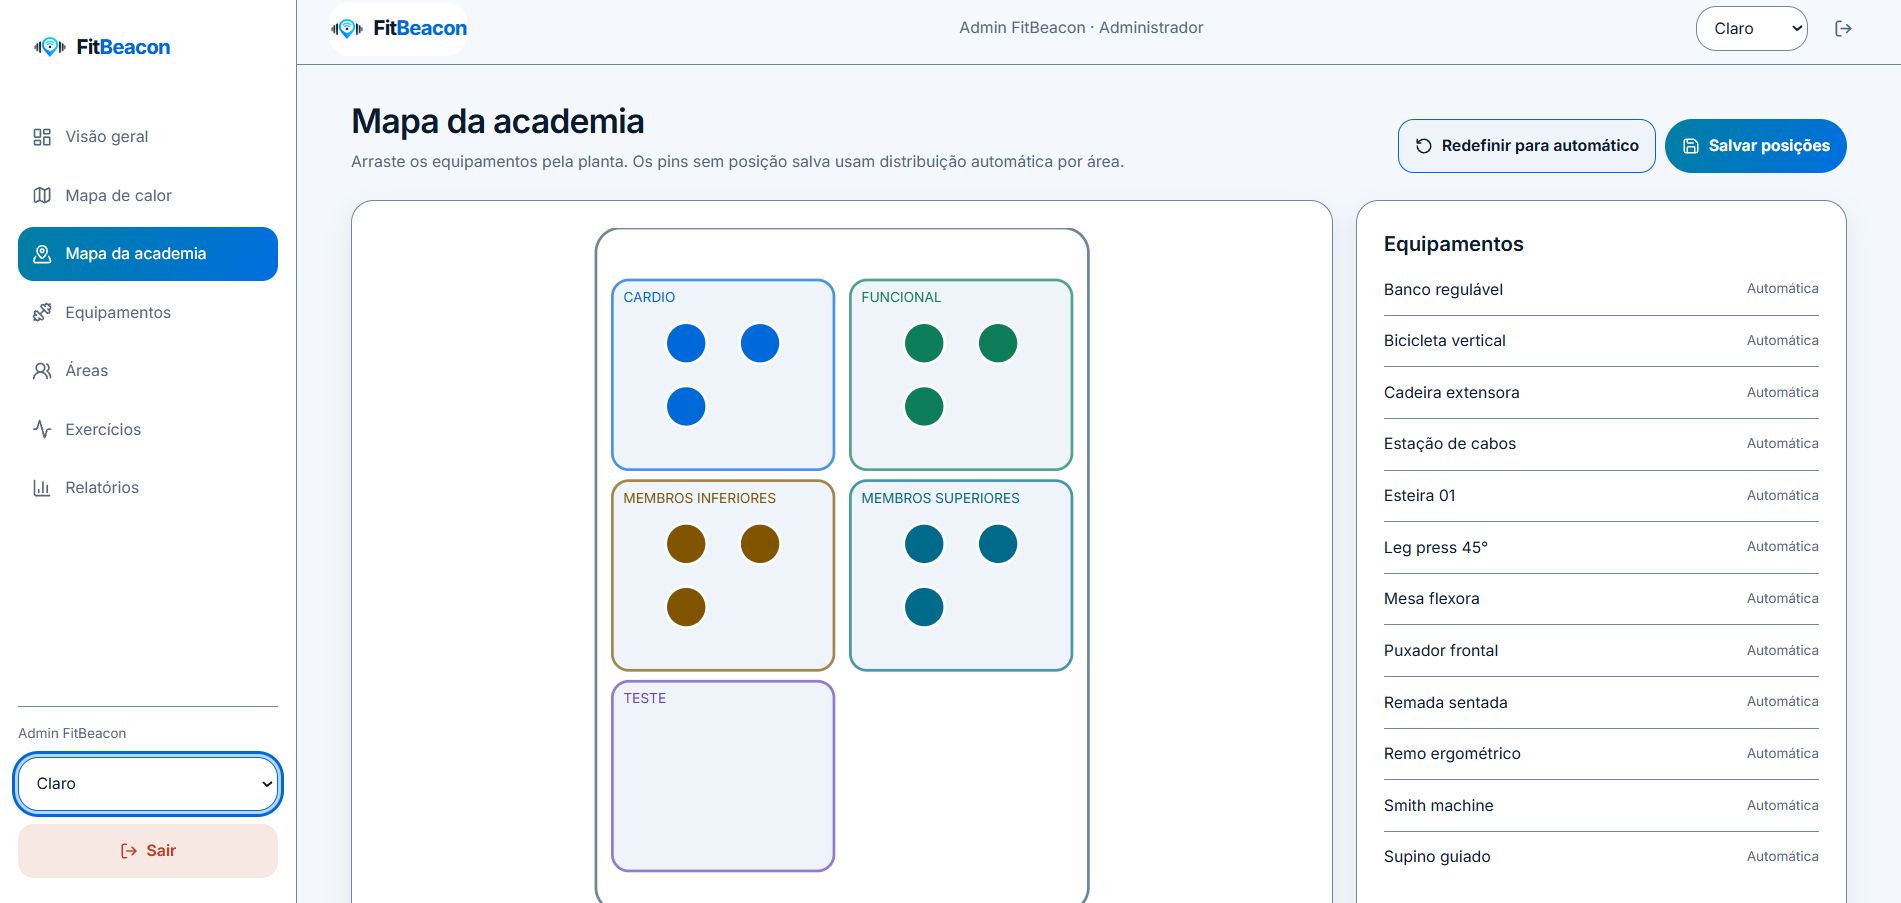 FitBeacon
Visão geral
Mapa de calor
Mapa da academia
Equipamentos
Áreas
Exercícios
Relatórios
Admin FitBeacon
Claro
Sair
FitBeacon
Admin FitBeacon · Administrador
Claro
Mapa da academia
Arraste os equipamentos pela planta. Os pins sem posição salva usam distribuição automática por área.
Redefinir para automático
Salvar posições
CARDIO
FUNCIONAL
MEMBROS INFERIORES
MEMBROS SUPERIORES
TESTE
Equipamentos
Banco regulável Automática
Bicicleta vertical Automática
Cadeira extensora Automática
Estação de cabos Automática
Esteira 01 Automática
Leg press 45° Automática
Mesa flexora Automática
Puxador frontal Automática
Remada sentada Automática
Remo ergométrico Automática
Smith machine Automática
Supino guiado Automática